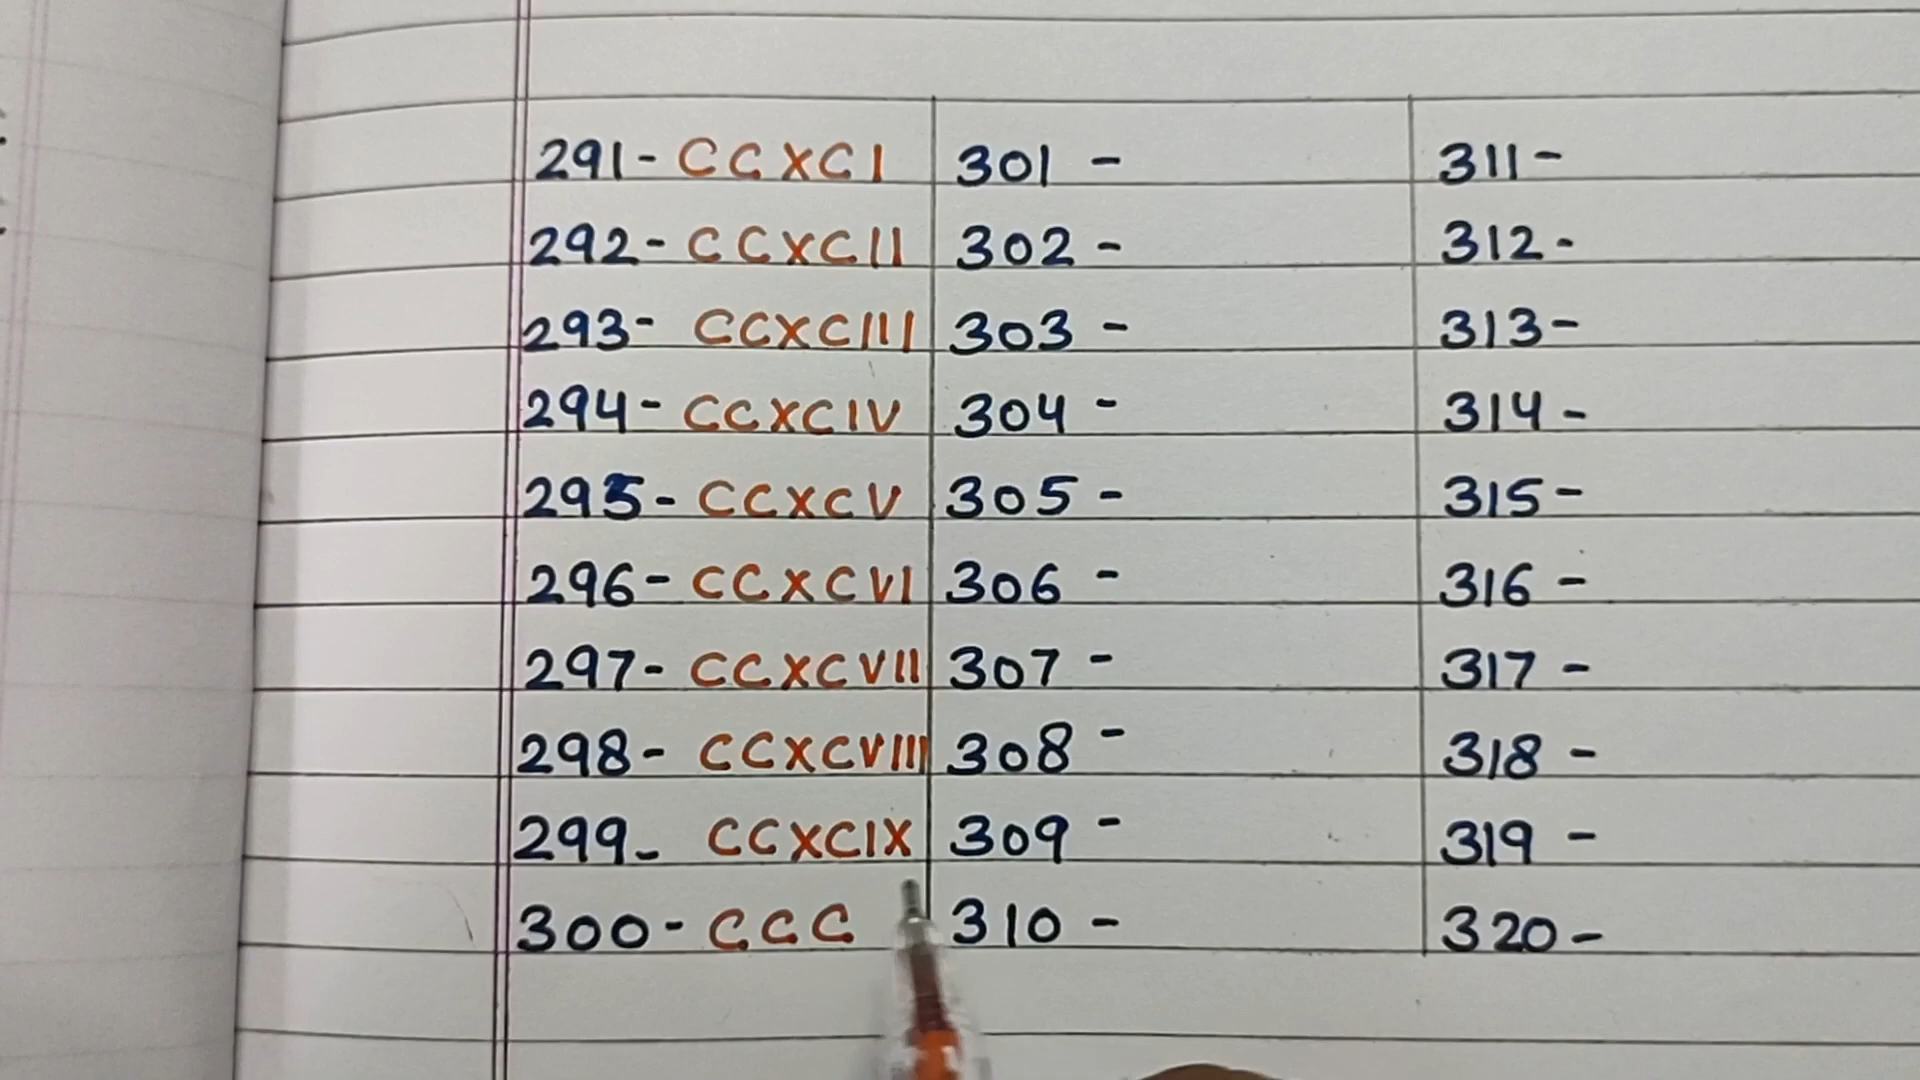 291- CCXCI 301 - 311-
292- CCXCII 302 - 312-
293- CCXCIII 303 - 313-
294- CCXCIV 304 - 314-
295- CCXCV 305 - 315-
296- CCXCVI 306 - 316-
297- CCXCVII 307 - 317-
298- CCXCVIII 308 - 318-
299- CCXCIX 309 - 319-
300- CCC 310 - 320-